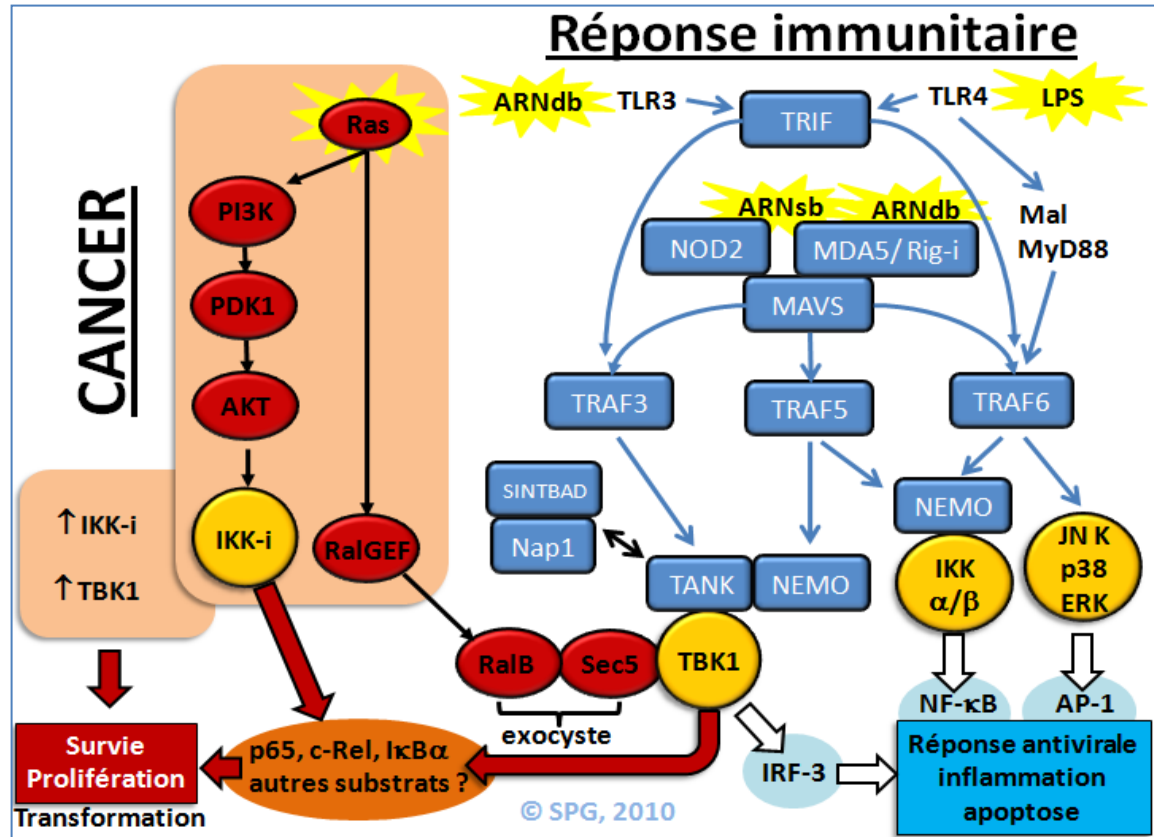 Réponse immunitaire
CANCER
Ras
PI3K
PDK1
AKT
IKK-i
RalGEF
↑IKK-i
↑TBK1
Survie
Prolifération
Transformation
p65, c-Rel, IκBα
autres substrats ?
RalB
Sec5
exocyste
© SPG, 2010
ARNdb
TLR3
TRIF
TLR4
LPS
ARNsb
ARNdb
NOD2
MDA5/ Rig-i
MAVS
Mal
MyD88
TRAF3
TRAF5
TRAF6
SINTBAD
Nap1
TANK
NEMO
TBK1
NEMO
IKK
α/β
JN K
p38
ERK
NF-κB
AP-1
IRF-3
Réponse antivirale
inflammation
apoptose